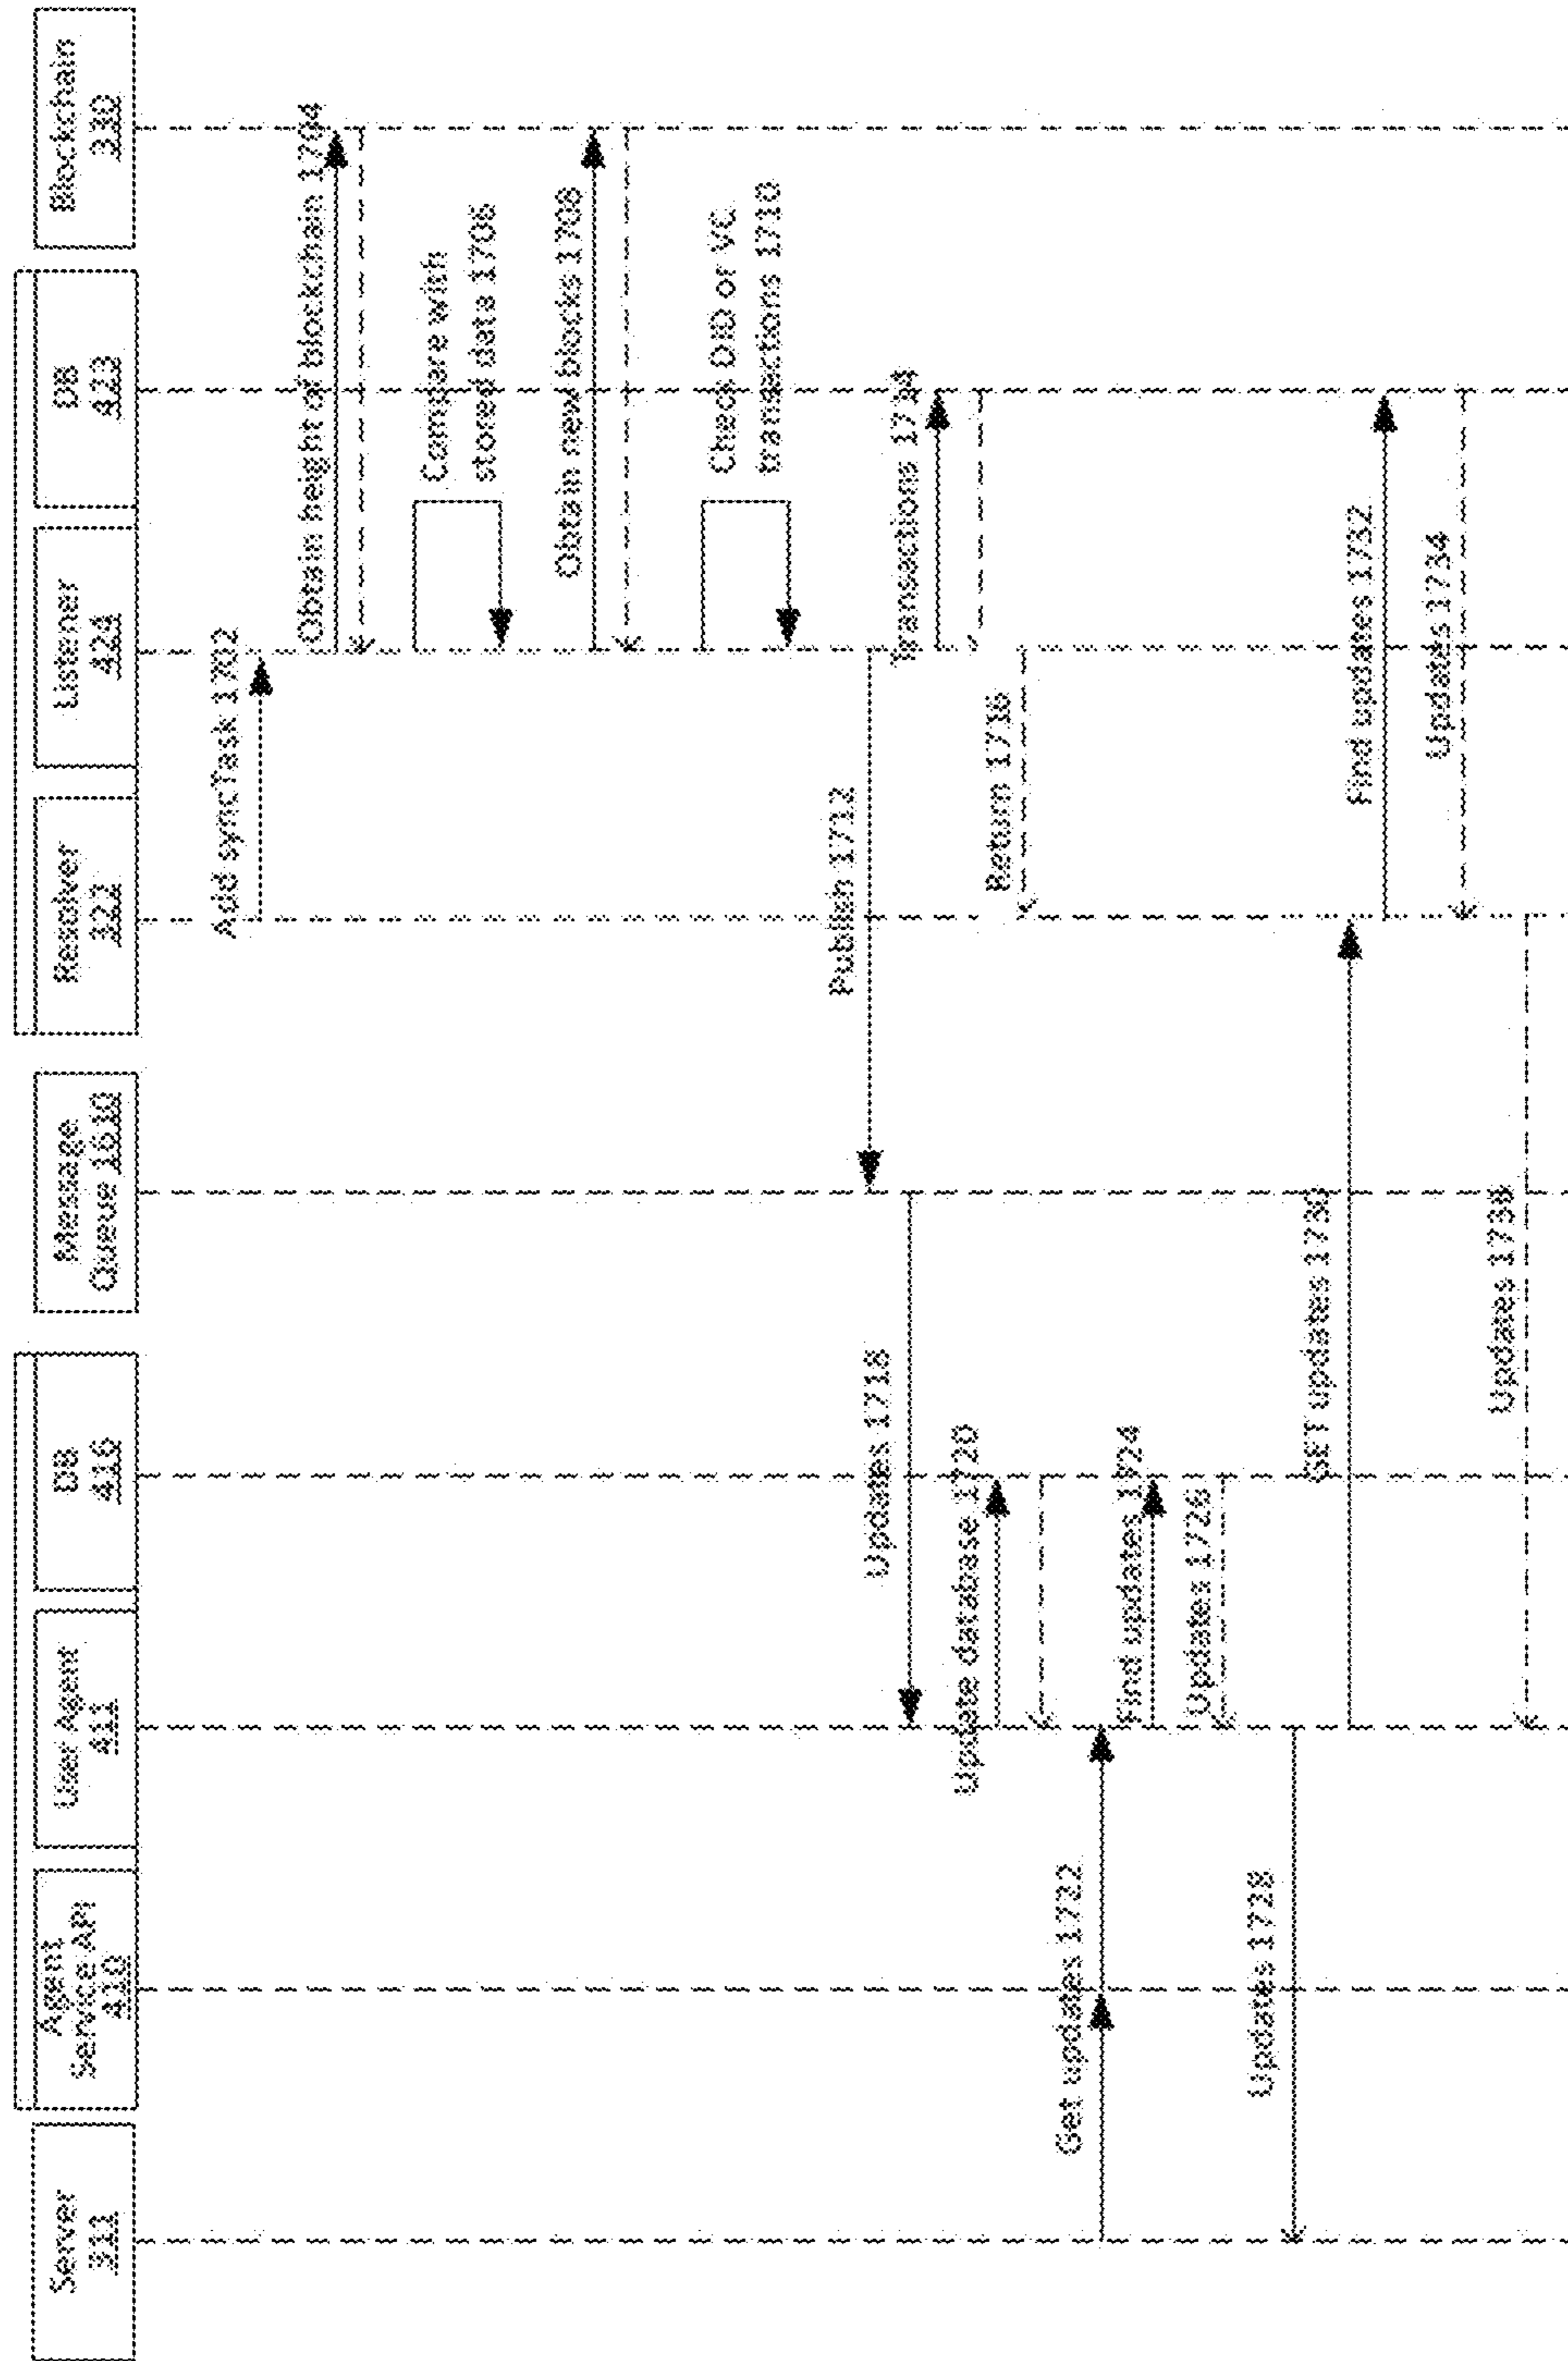 Server
311
Agent
Service API
410
User Agent
411
DB
416
Message
Queue 1610
Resolver
322
Listener
424
DB
423
Blockchain
330
Add syncTask 1702
Obtain height of blockchain 1704
Compare with
stored data 1706
Obtain new blocks 1708
Check DID or VC
transections 1710
Publish 1712
Transections 1714
Updates 1718
Update database 1720
Return 1716
Get updates 1722
Find updates 1724
Updates 1726
Updates 1728
GET updates 1730
Find updates 1732
Updates 1734
Updates 1738